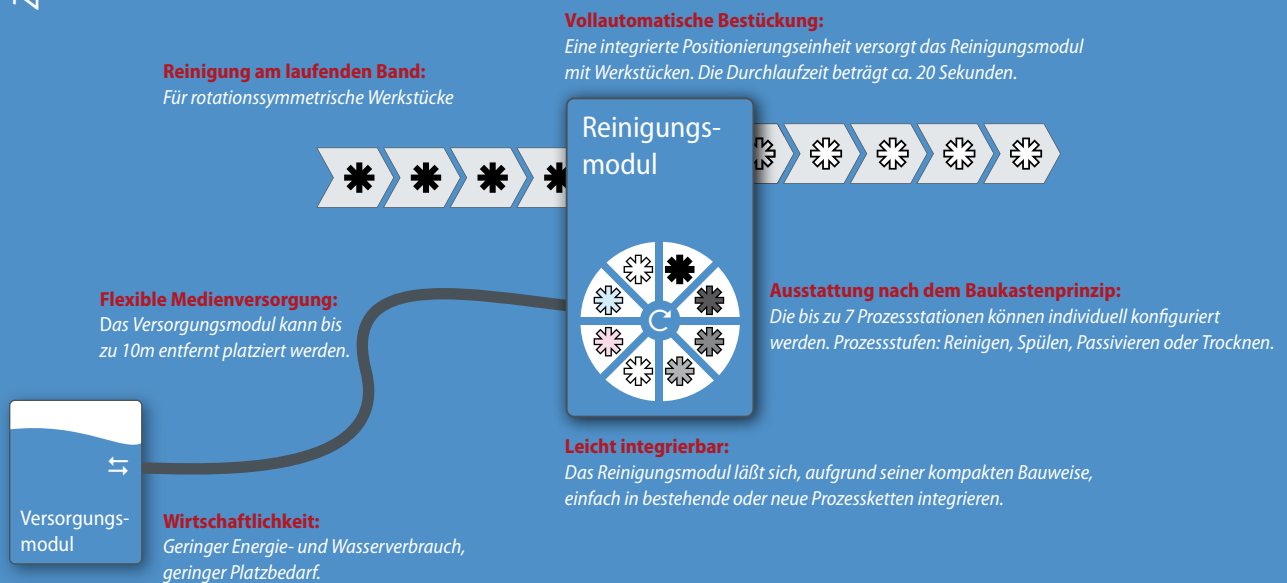 Vollautomatische Bestückung:
Eine integrierte Positionierungseinheit versorgt das Reinigungsmodul
mit Werkstücken. Die Durchlaufzeit beträgt ca. 20 Sekunden.
Reinigung am laufenden Band:
Für rotationssymmetrische Werkstücke
Reinigungs-
modul
Flexible Medienversorgung:
Das Versorgungsmodul kann bis
zu 10m entfernt platziert werden.
Ausstattung nach dem Baukastenprinzip:
Die bis zu 7 Prozessstationen können individuell konfiguriert
werden. Prozessstufen: Reinigen, Spülen, Passivieren oder Trocknen.
Leicht integrierbar:
Das Reinigungsmodul läßt sich, aufgrund seiner kompakten Bauweise,
einfach in bestehende oder neue Prozessketten integrieren.
Versorgungs-
modul
Wirtschaftlichkeit:
Geringer Energie- und Wasserverbrauch,
geringer Platzbedarf.